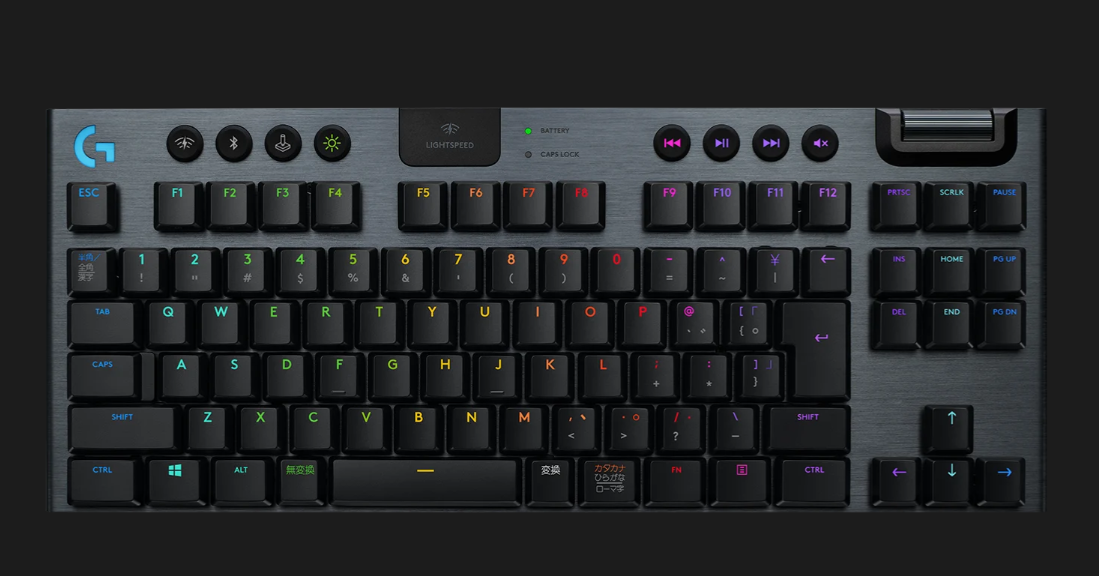 LIGHTSPEED
BATTERY
CAPS LOCK
ESC F1 F2 F3 F4 F5 F6 F7 F8 F9 F10 F11 F12 PRTSC SCRLK PAUSE
半角/
全角
漢字
1 2 3 4 5 6 7 8 9 0 - ^ ¥ ←
! " # $ % & ' ( ) = ~ |
INS HOME PG UP
TAB Q W E R T Y U I O P @ [ 「 ↵
` ゛ { ゜
DEL END PG DN
CAPS A S D F G H J K L ; : ] 」
+ * }
SHIFT Z X C V B N M , 、 . 。 / ・ \ SHIFT ↑
< > ? _
CTRL ALT 無変換 変換
カタカナ
ひらがな
ローマ字
FN CTRL ← ↓ →